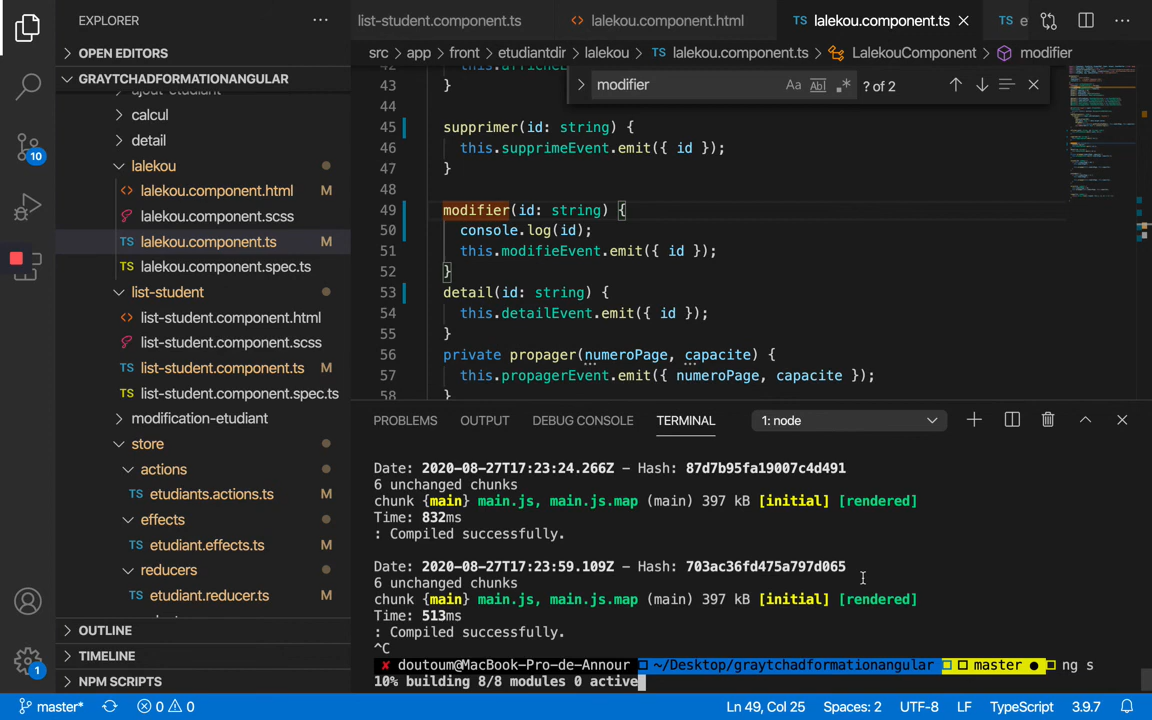 EXPLORER
OPEN EDITORS
GRAYTCHADFORMATIONANGULAR
calcul
detail
lalekou
lalekou.component.html M
lalekou.component.scss
lalekou.component.ts M
lalekou.component.spec.ts
list-student
list-student.component.html
list-student.component.scss
list-student.component.ts M
list-student.component.spec.ts
modification-etudiant
store
actions
etudiants.actions.ts M
effects
etudiant.effects.ts M
reducers
etudiant.reducer.ts M
OUTLINE
TIMELINE
NPM SCRIPTS
10
1
list-student.component.ts
lalekou.component.html
TS lalekou.component.ts
TS e
src > app > front > etudiantdir > lalekou > TS lalekou.component.ts > LalekouComponent > modifier
modifier Aa Abl .* ? of 2
43 }
44
45 supprimer(id: string) {
46 this.supprimeEvent.emit({ id });
47 }
48
49 modifier(id: string) {
50 console.log(id);
51 this.modifieEvent.emit({ id });
52 }
53 detail(id: string) {
54 this.detailEvent.emit({ id });
55 }
56 private propager(numeroPage, capacite) {
57 this.propagerEvent.emit({ numeroPage, capacite });
58 }
PROBLEMS OUTPUT DEBUG CONSOLE TERMINAL 1: node
Date: 2020-08-27T17:23:24.266Z - Hash: 87d7b95fa19007c4d491
6 unchanged chunks
chunk {main} main.js, main.js.map (main) 397 kB [initial] [rendered]
Time: 832ms
: Compiled successfully.
Date: 2020-08-27T17:23:59.109Z - Hash: 703ac36fd475a797d065
6 unchanged chunks
chunk {main} main.js, main.js.map (main) 397 kB [initial] [rendered]
Time: 513ms
: Compiled successfully.
^C
✘ doutoum@MacBook-Pro-de-Annour ~/Desktop/graytchadformationangular master ● ng s
10% building 8/8 modules 0 active
master* 0 0 Ln 49, Col 25 Spaces: 2 UTF-8 LF TypeScript 3.9.7